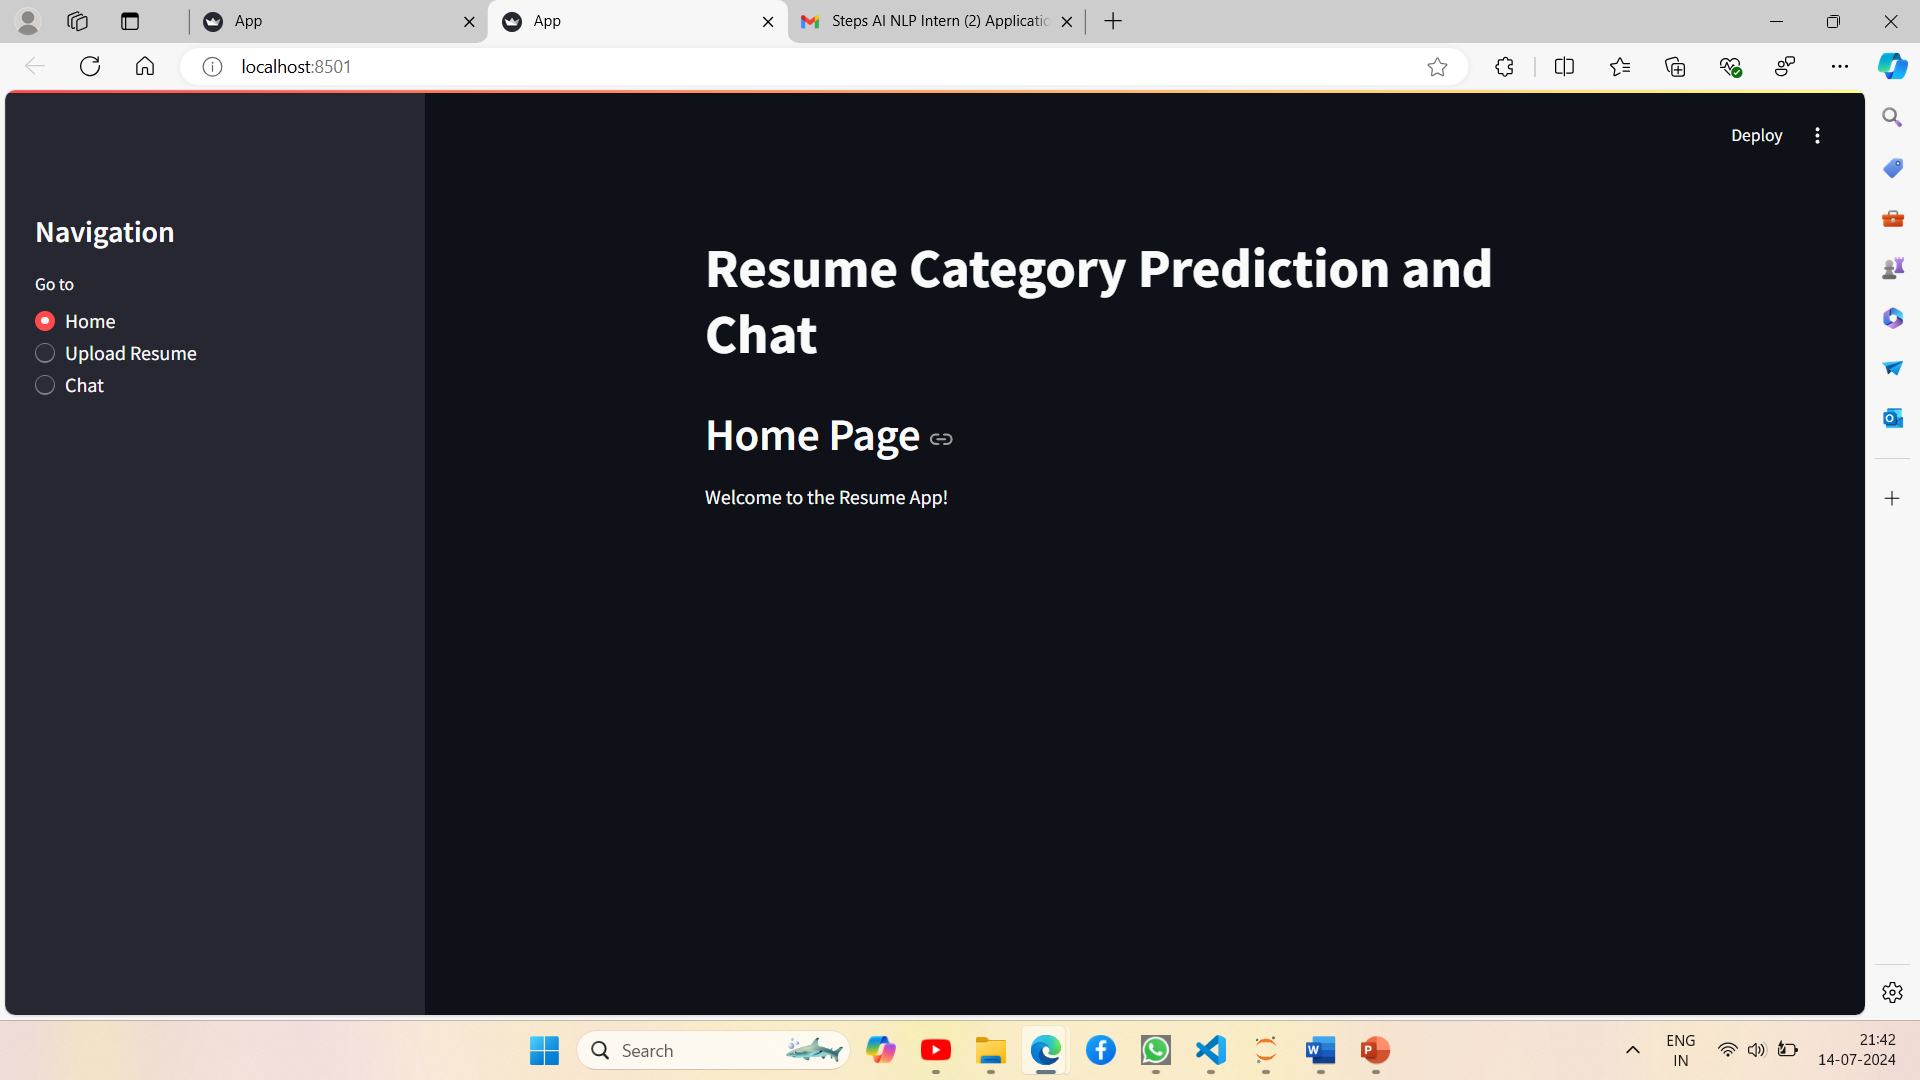 App
App
Steps AI NLP Intern (2) Applicatio
localhost:8501
Deploy
Navigation
Go to
Home
Upload Resume
Chat
Resume Category Prediction and
Chat
Home Page
Welcome to the Resume App!
Search
ENG
IN
21:42
14-07-2024